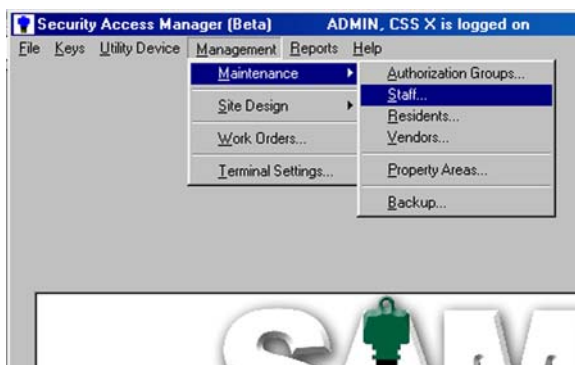 Security Access Manager (Beta) ADMIN, CSS X is logged on
File Keys Utility Device Management Reports Help
Maintenance
Site Design
Work Orders...
Terminal Settings...
Authorization Groups...
Staff...
Residents...
Vendors...
Property Areas...
Backup...
SAM